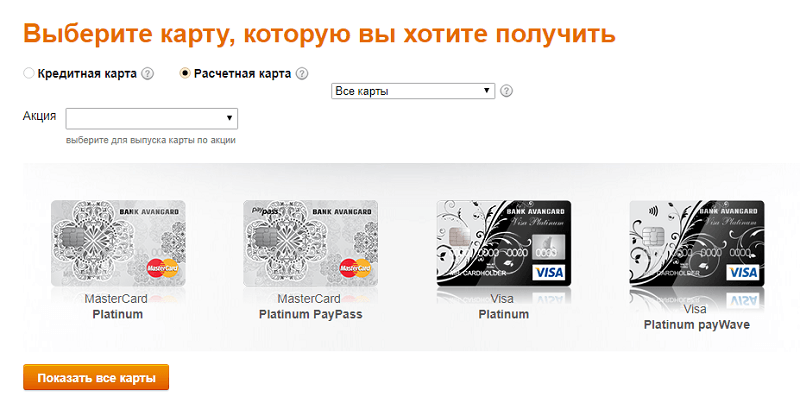 Выберите карту, которую вы хотите получить
Кредитная карта ? Расчетная карта ?
Все карты ?
Акция
выберите для выпуска карты по акции
BANK AVANGARD
MasterCard
MasterCard
Platinum
paypass BANK AVANGARD
MasterCard
MasterCard
Platinum PayPass
BANK AVANGARD
Visa Platinum
0000 0000
CARDHOLDER
VISA
Visa
Platinum
BANK AVANGARD
Visa Platinum
CARDHOLDER
VISA
Visa
Platinum payWave
Показать все карты